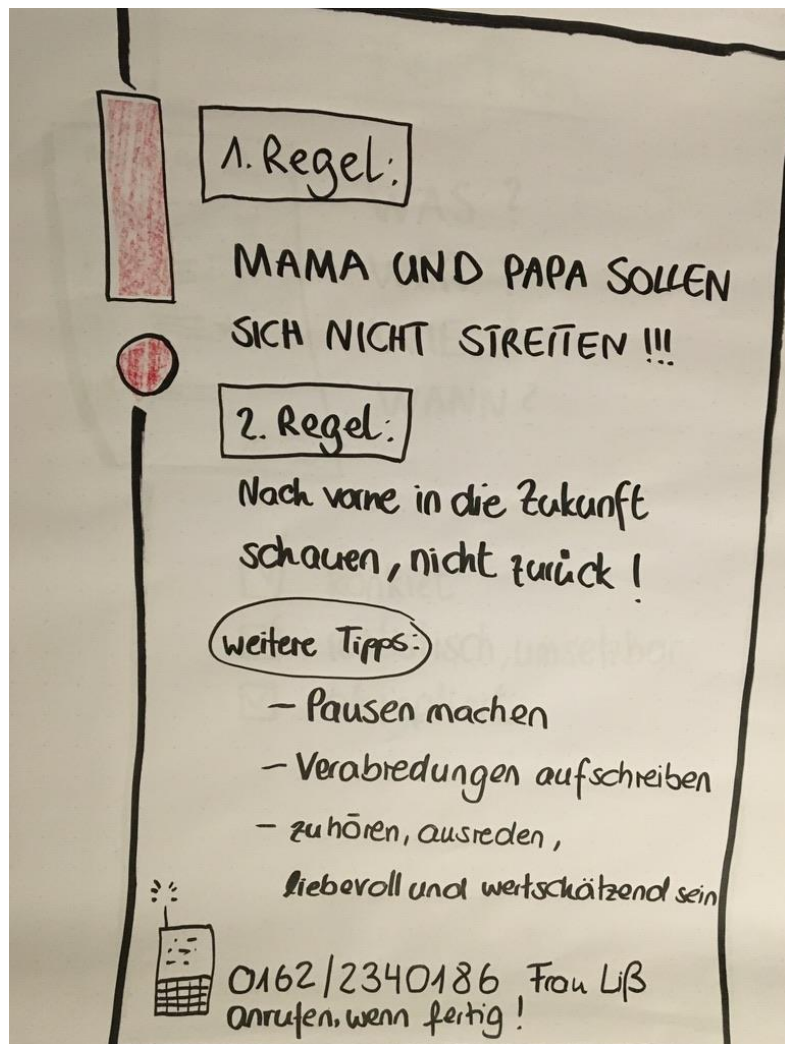 1. Regel:
MAMA UND PAPA SOLLEN
SICH NICHT STREITEN !!!
2. Regel:
Nach vorne in die Zukunft
schauen, nicht zurück !
weitere Tipps:
- Pausen machen
- Verabredungen aufschreiben
- zuhören, ausreden,
liebevoll und wertschätzend sein
0162/2340186 Frau Liß
anrufen, wenn fertig !
WAS ?
WANN ?